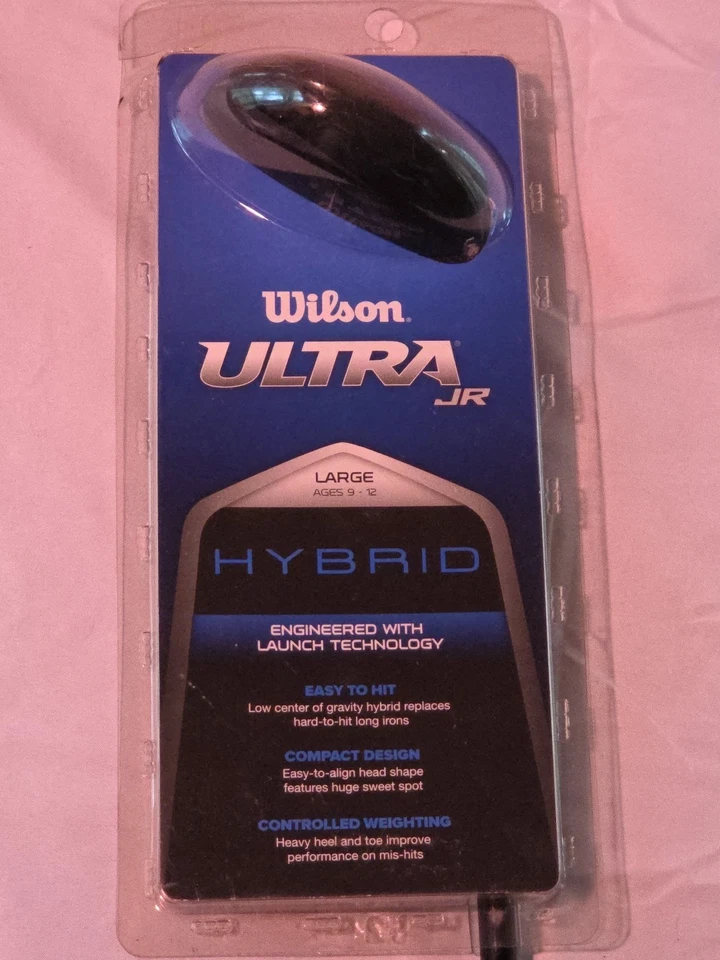 Wilson
ULTRA
JR
LARGE
AGES 9 - 12
HYBRID
ENGINEERED WITH
LAUNCH TECHNOLOGY
EASY TO HIT
Low center of gravity hybrid replaces
hard-to-hit long irons
COMPACT DESIGN
Easy-to-align head shape
features huge sweet spot
CONTROLLED WEIGHTING
Heavy heel and toe improve
performance on mis-hits